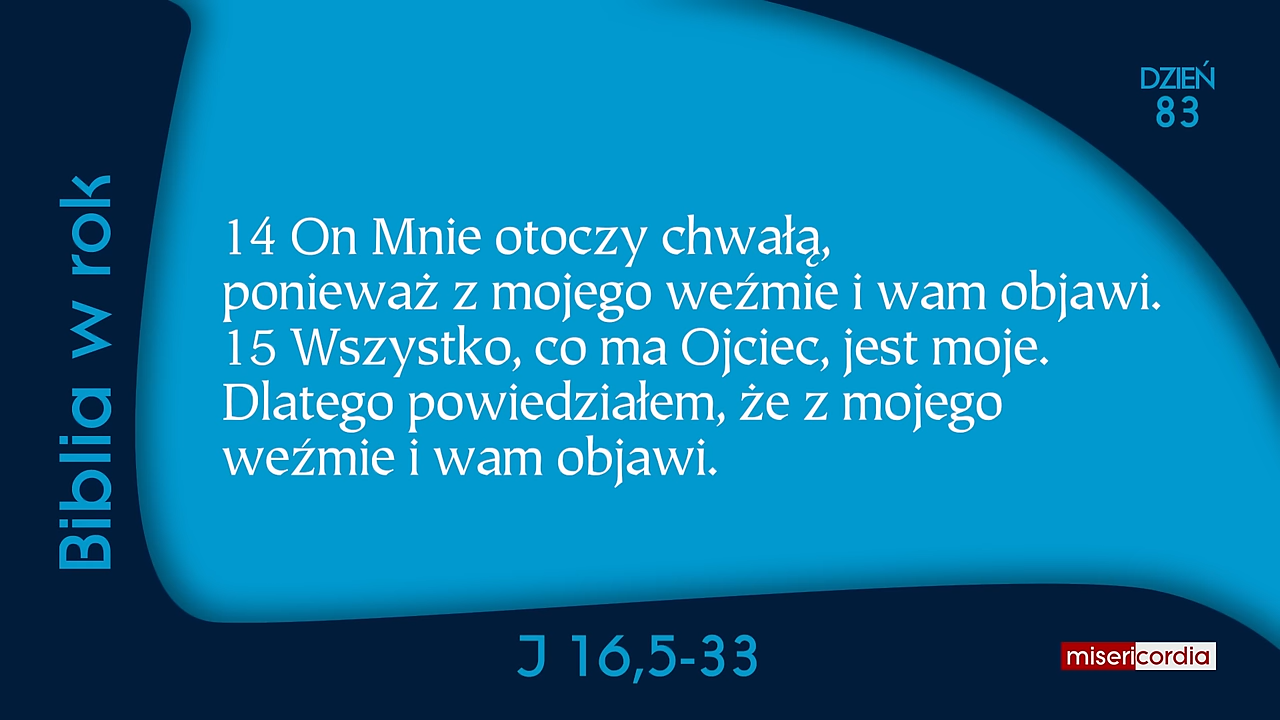 DZIEŃ
83
Biblia w rok
14 On Mnie otoczy chwałą,
ponieważ z mojego weźmie i wam objawi.
15 Wszystko, co ma Ojciec, jest moje.
Dlatego powiedziałem, że z mojego
weźmie i wam objawi.
J 16,5-33
misericordia